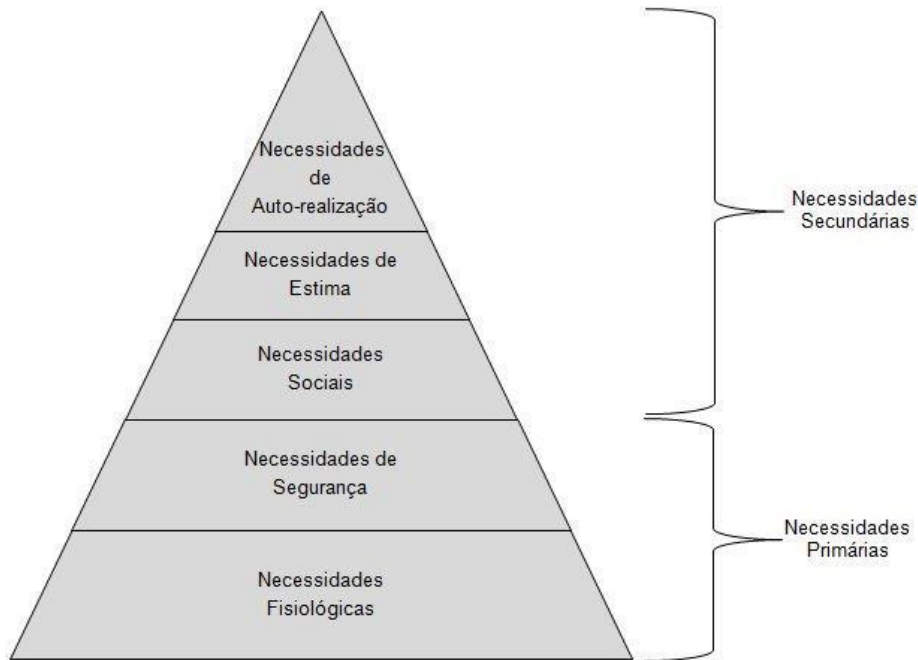 Necessidades
de
Auto-realização
Necessidades de
Estima
Necessidades
Sociais
Necessidades de
Segurança
Necessidades
Fisiológicas
Necessidades
Secundárias
Necessidades
Primárias